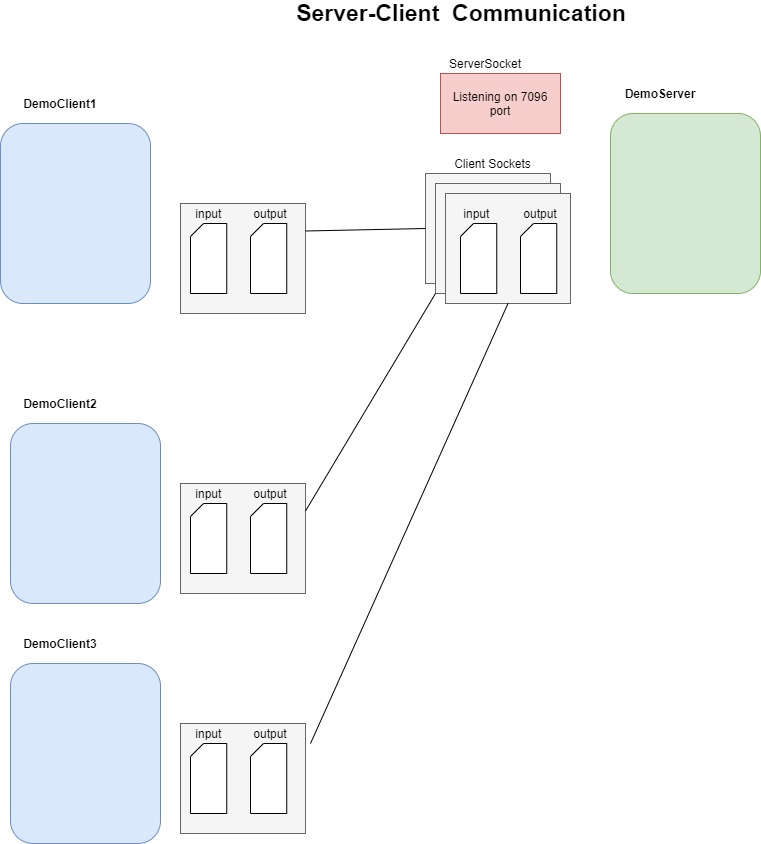 Server-Client Communication
ServerSocket
Listening on 7096
port
DemoServer
DemoClient1
Client Sockets
input output
input output
DemoClient2
input output
DemoClient3
input output